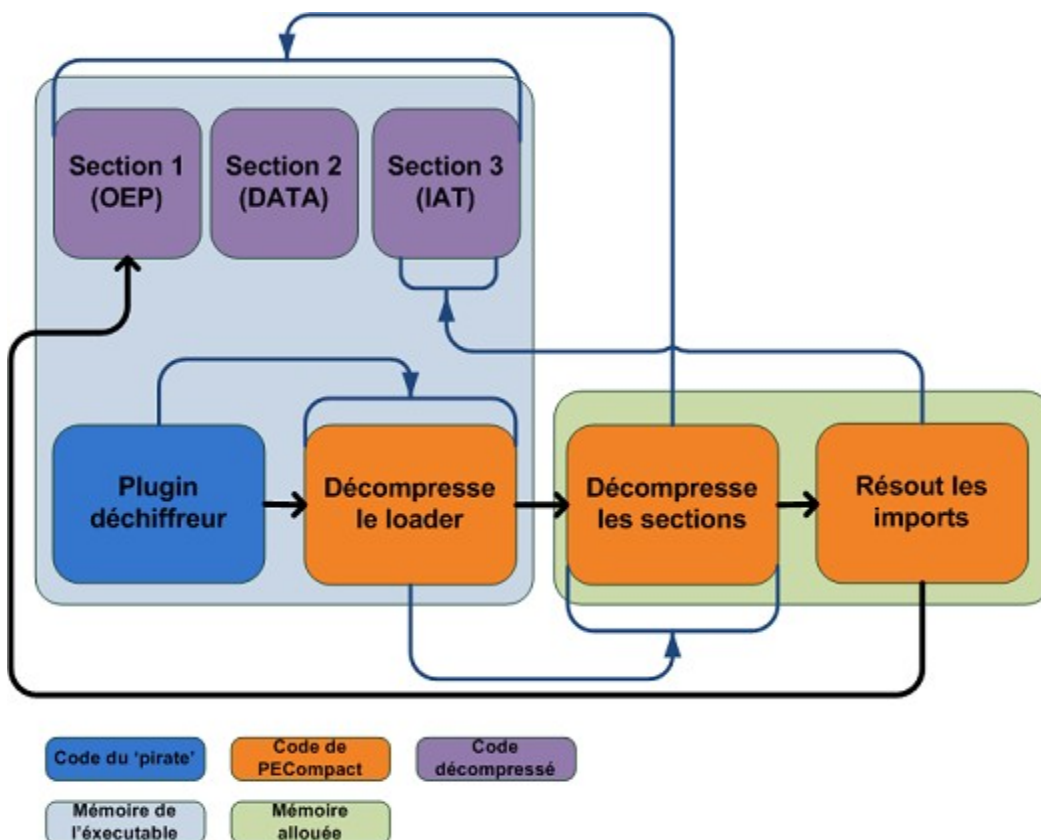 Section 1
(OEP)
Section 2
(DATA)
Section 3
(IAT)
Plugin
déchiffreur
Décompresse
le loader
Décompresse
les sections
Résout les
imports
Code du ‘pirate’
Code de
PECompact
Code
décompressé
Mémoire de
l’éxecutable
Mémoire
allouée